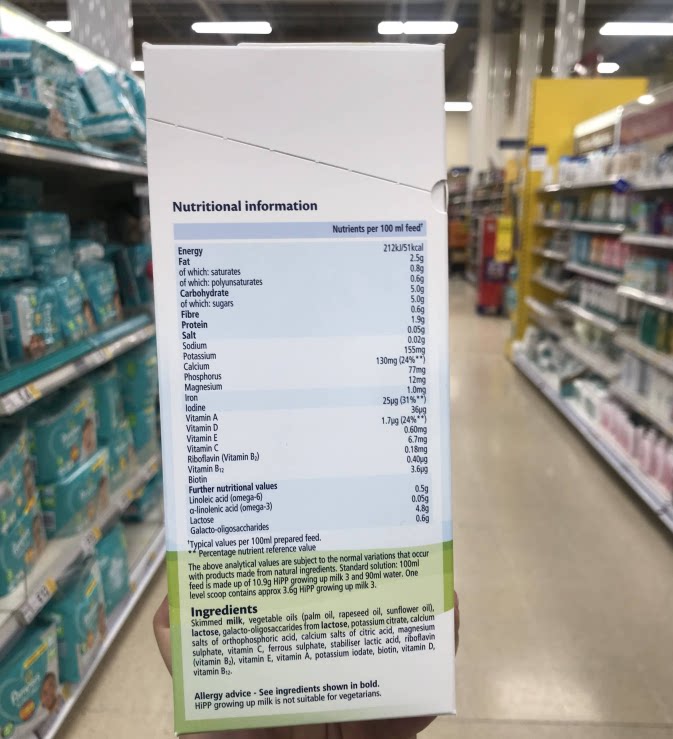 Nutritional information
Nutrients per 100 ml feed†
Energy 212kJ/51kcal
Fat 2.5g
of which: saturates 0.8g
of which: polyunsaturates 0.6g
Carbohydrate 5.0g
of which: sugars 5.0g
Fibre 0.6g
Protein 1.9g
Salt 0.05g
Sodium 0.02g
Potassium 155mg
Calcium 130mg (24%**)
Phosphorus 77mg
Magnesium 12mg
Iron 1.0mg
Iodine 25µg (31%**)
Vitamin A 36µg
Vitamin D 1.7µg (24%**)
Vitamin E 0.60mg
Vitamin C 6.7mg
Riboflavin (Vitamin B₂) 0.18mg
Vitamin B₁₂ 0.40µg
Biotin 3.6µg
Further nutritional values
Linoleic acid (omega-6) 0.5g
α-linolenic acid (omega-3) 0.05g
Lactose 4.8g
Galacto-oligosaccharides 0.6g
†Typical values per 100ml prepared feed.
** Percentage nutrient reference value
The above analytical values are subject to the normal variations that occur
with products made from natural ingredients. Standard solution: 100ml
feed is made up of 10.9g HiPP growing up milk 3 and 90ml water. One
level scoop contains approx 3.6g HiPP growing up milk 3.
Ingredients
Skimmed milk, vegetable oils (palm oil, rapeseed oil, sunflower oil),
lactose, galacto-oligosaccharides from lactose, potassium citrate, calcium
salts of orthophosphoric acid, calcium salts of citric acid, magnesium
sulphate, vitamin C, ferrous sulphate, stabiliser lactic acid, riboflavin
(vitamin B₂), vitamin E, vitamin A, potassium iodate, biotin, vitamin D,
vitamin B₁₂.
Allergy advice - See ingredients shown in bold.
HiPP growing up milk is not suitable for vegetarians.